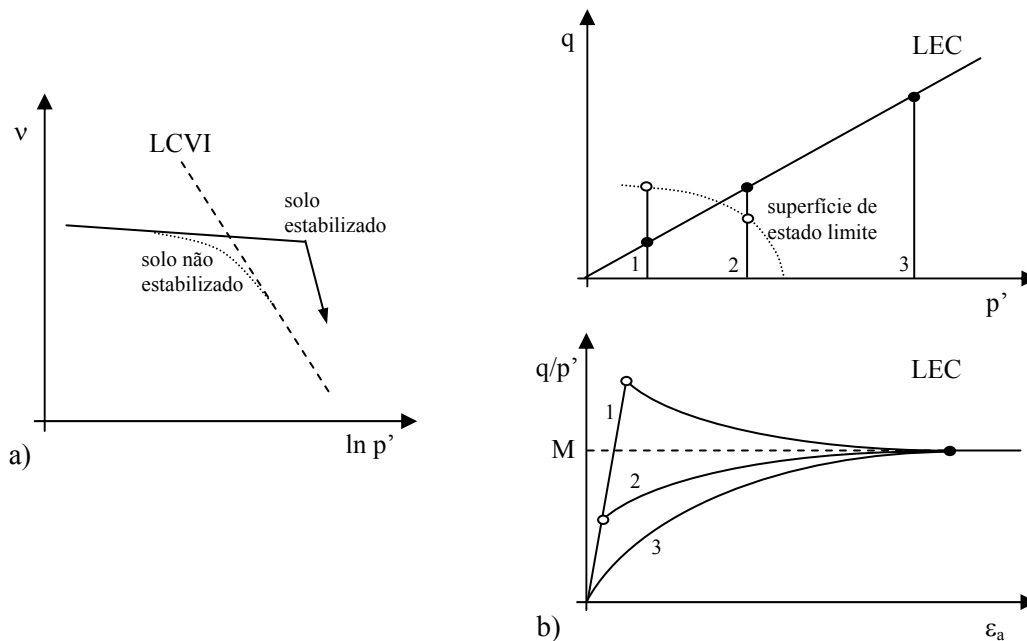 ν
LCVI
solo
estabilizado
solo não
estabilizado
ln p’
a)
q
LEC
superfície de
estado limite
1
2
3
p’
q/p’
LEC
1
M
2
3
b)
εa